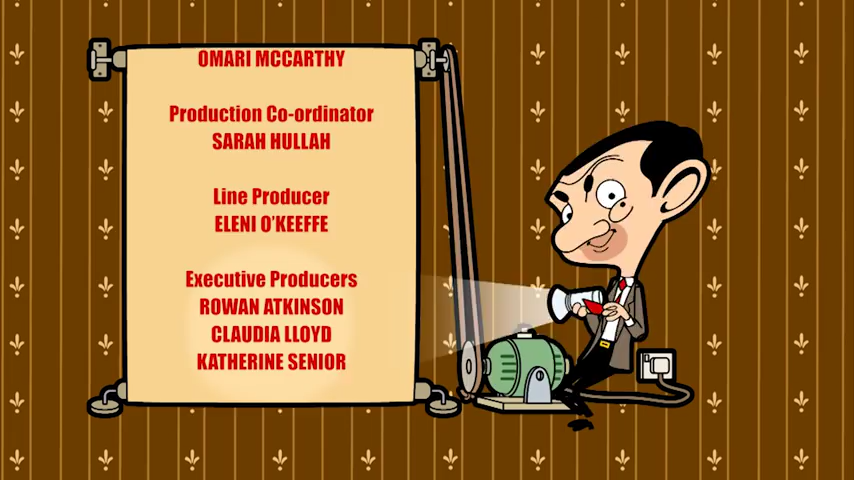 OMARI MCCARTHY
Production Co-ordinator
SARAH HULLAH
Line Producer
ELENI O'KEEFFE
Executive Producers
ROWAN ATKINSON
CLAUDIA LLOYD
KATHERINE SENIOR